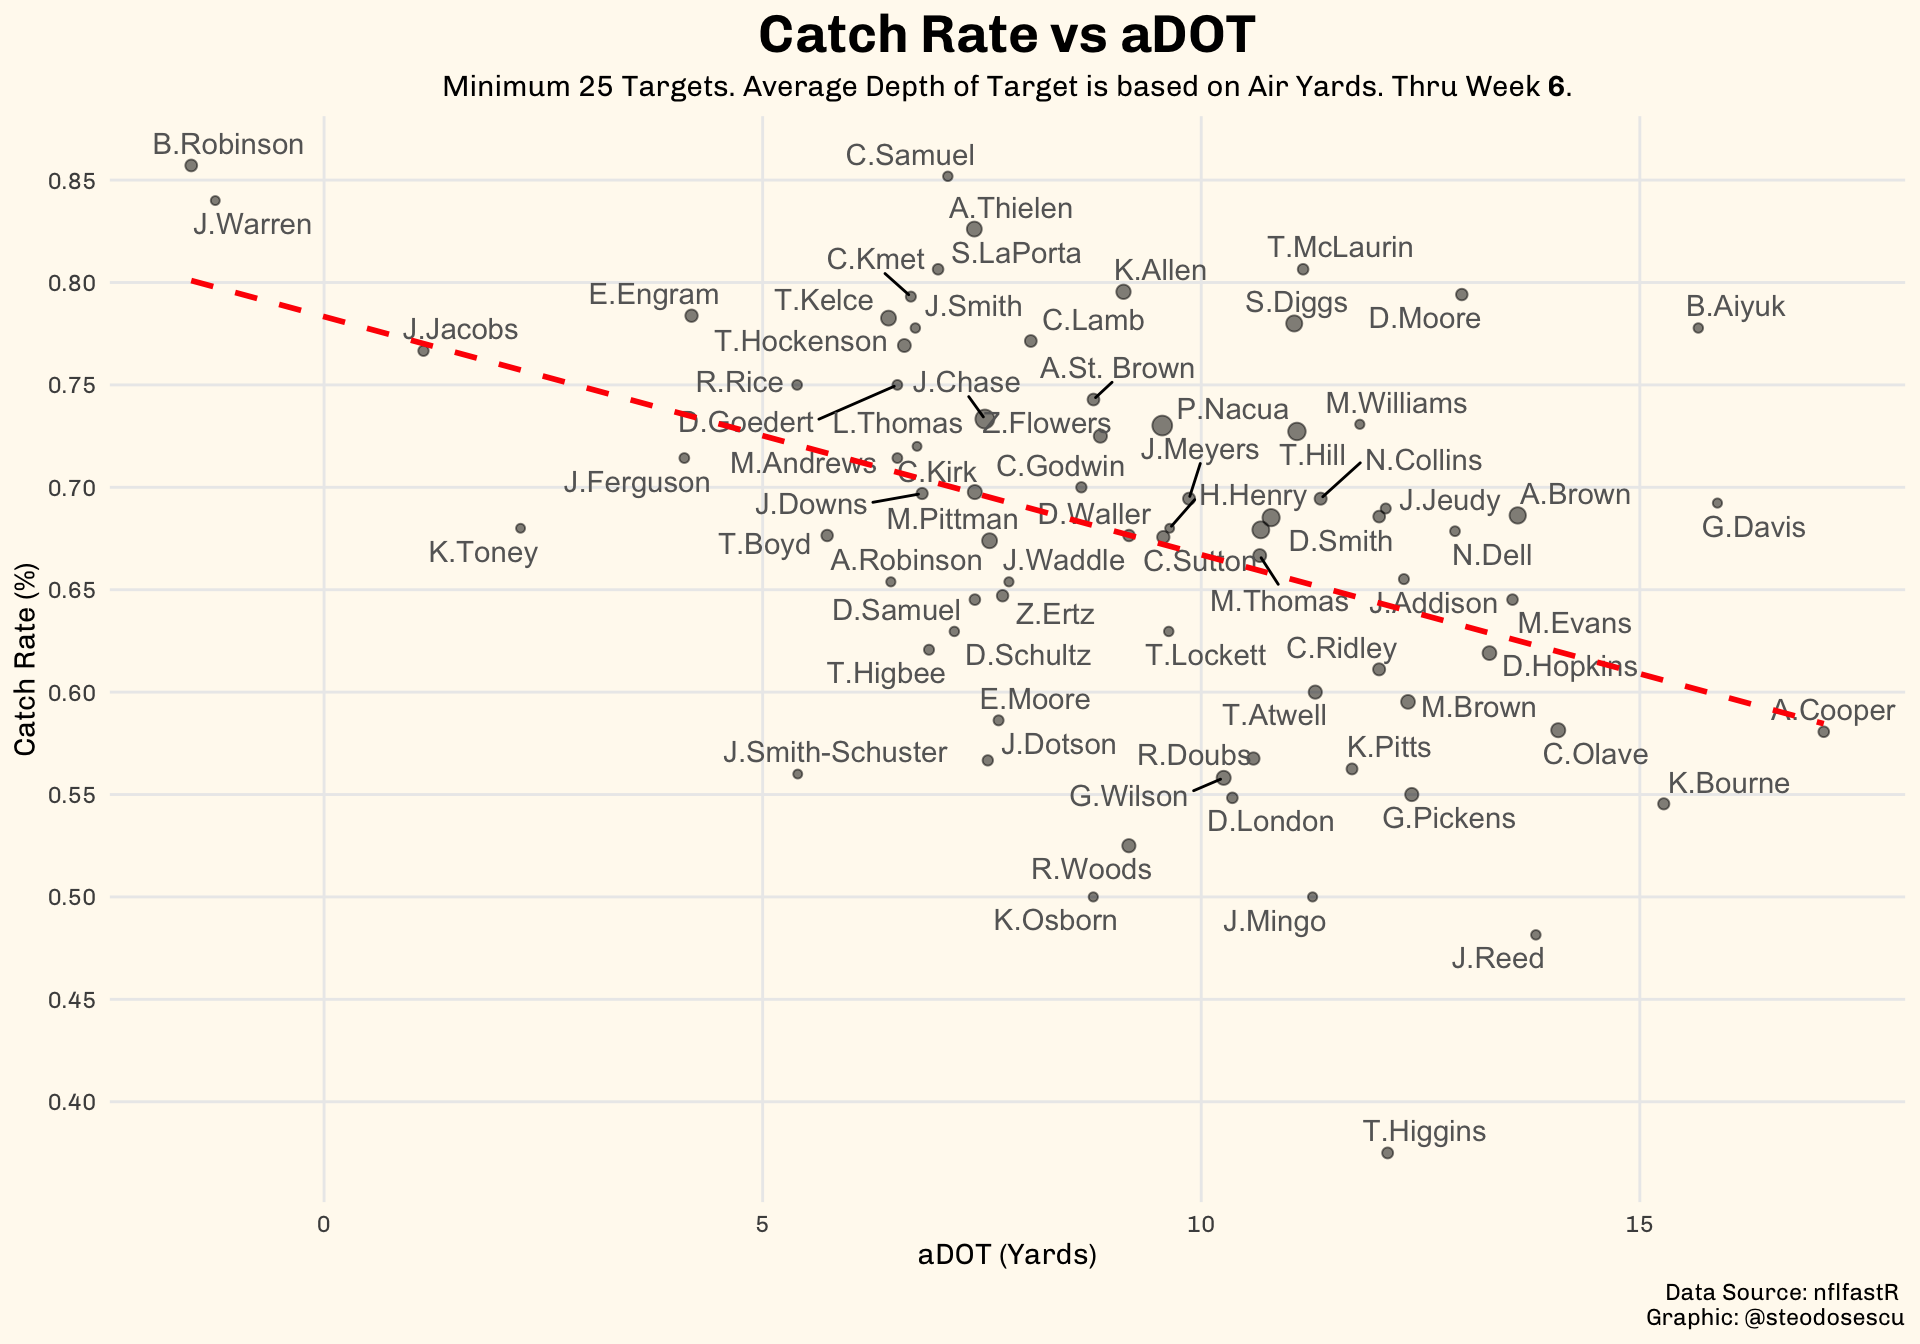 Catch Rate vs aDOT
Minimum 25 Targets. Average Depth of Target is based on Air Yards. Thru Week 6.
B.Robinson
C.Samuel
J.Warren
A.Thielen
S.LaPorta
C.Kmet
T.McLaurin
K.Allen
E.Engram
T.Kelce
J.Smith
S.Diggs
D.Moore
B.Aiyuk
C.Lamb
J.Jacobs
T.Hockenson
A.St. Brown
R.Rice
J.Chase
D.Goedert
L.Thomas
Z.Flowers
P.Nacua
M.Williams
J.Meyers
T.Hill
N.Collins
M.Andrews
C.Kirk
C.Godwin
J.Ferguson
J.Downs
H.Henry
J.Jeudy
A.Brown
M.Pittman
D.Waller
G.Davis
K.Toney
T.Boyd
D.Smith
N.Dell
A.Robinson
J.Waddle
C.Sutton
M.Thomas
J.Addison
D.Samuel
Z.Ertz
M.Evans
D.Schultz
T.Lockett
C.Ridley
D.Hopkins
T.Higbee
E.Moore
T.Atwell
M.Brown
A.Cooper
J.Smith-Schuster
J.Dotson
R.Doubs
K.Pitts
C.Olave
G.Wilson
K.Bourne
D.London
G.Pickens
R.Woods
K.Osborn
J.Mingo
J.Reed
T.Higgins
0.85
0.80
0.75
0.70
0.65
0.60
0.55
0.50
0.45
0.40
Catch Rate (%)
0 5 10 15
aDOT (Yards)
Data Source: nflfastR
Graphic: @steodosescu